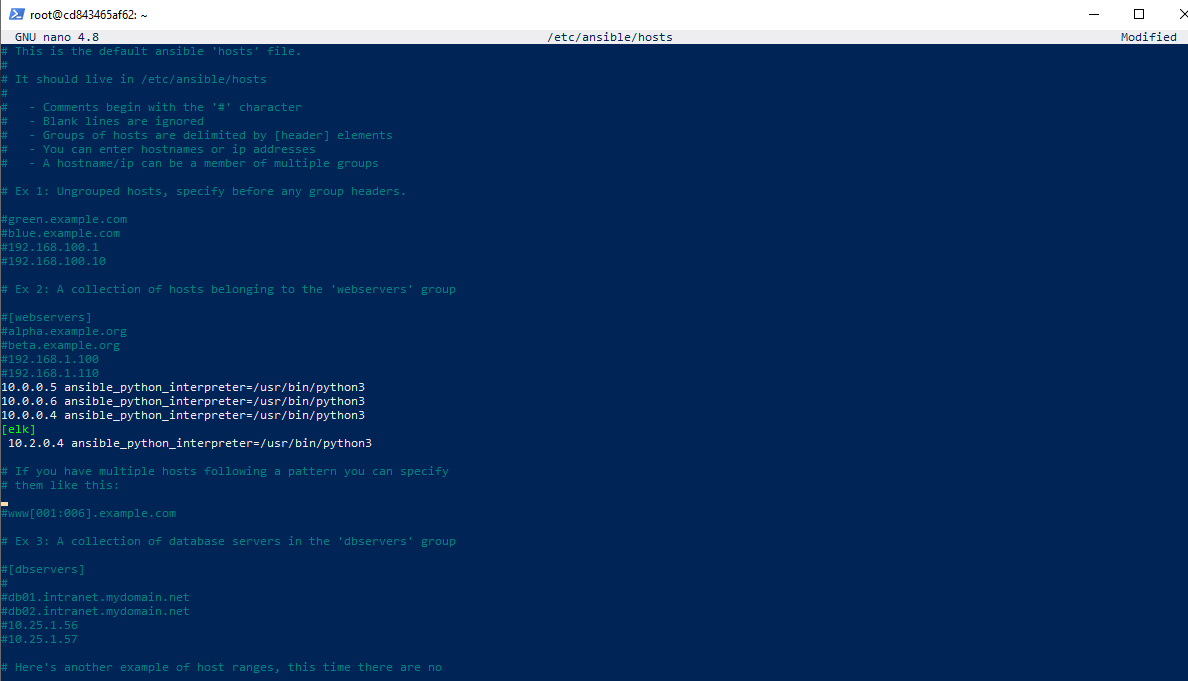 root@cd843465af62: ~
GNU nano 4.8 /etc/ansible/hosts Modified
# This is the default ansible 'hosts' file.
#
# It should live in /etc/ansible/hosts
#
#   - Comments begin with the '#' character
#   - Blank lines are ignored
#   - Groups of hosts are delimited by [header] elements
#   - You can enter hostnames or ip addresses
#   - A hostname/ip can be a member of multiple groups
# Ex 1: Ungrouped hosts, specify before any group headers.
#green.example.com
#blue.example.com
#192.168.100.1
#192.168.100.10
# Ex 2: A collection of hosts belonging to the 'webservers' group
#[webservers]
#alpha.example.org
#beta.example.org
#192.168.1.100
#192.168.1.110
10.0.0.5 ansible_python_interpreter=/usr/bin/python3
10.0.0.6 ansible_python_interpreter=/usr/bin/python3
10.0.0.4 ansible_python_interpreter=/usr/bin/python3
[elk]
10.2.0.4 ansible_python_interpreter=/usr/bin/python3
# If you have multiple hosts following a pattern you can specify
# them like this:
#www[001:006].example.com
# Ex 3: A collection of database servers in the 'dbservers' group
#[dbservers]
#
#db01.intranet.mydomain.net
#db02.intranet.mydomain.net
#10.25.1.56
#10.25.1.57
# Here's another example of host ranges, this time there are no